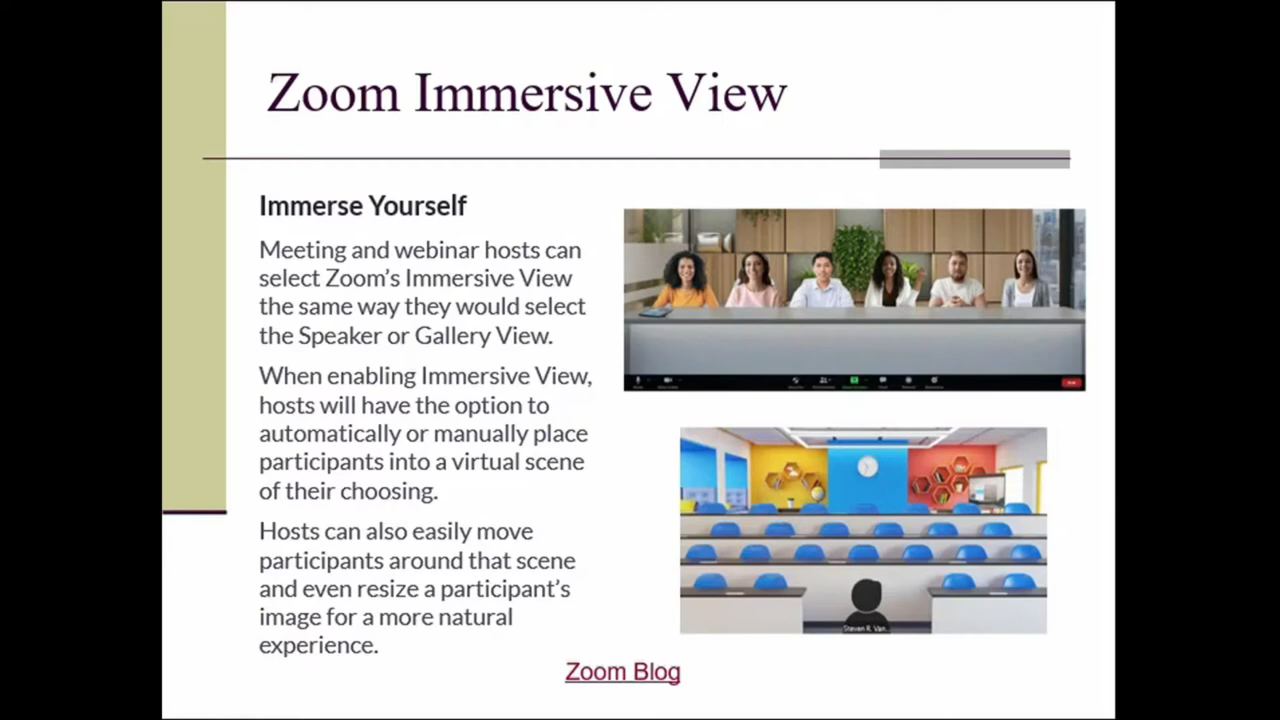 Zoom Immersive View
Immerse Yourself
Meeting and webinar hosts can
select Zoom’s Immersive View
the same way they would select
the Speaker or Gallery View.
When enabling Immersive View,
hosts will have the option to
automatically or manually place
participants into a virtual scene
of their choosing.
Hosts can also easily move
participants around that scene
and even resize a participant’s
image for a more natural
experience.
Steven R. Van...
Zoom Blog